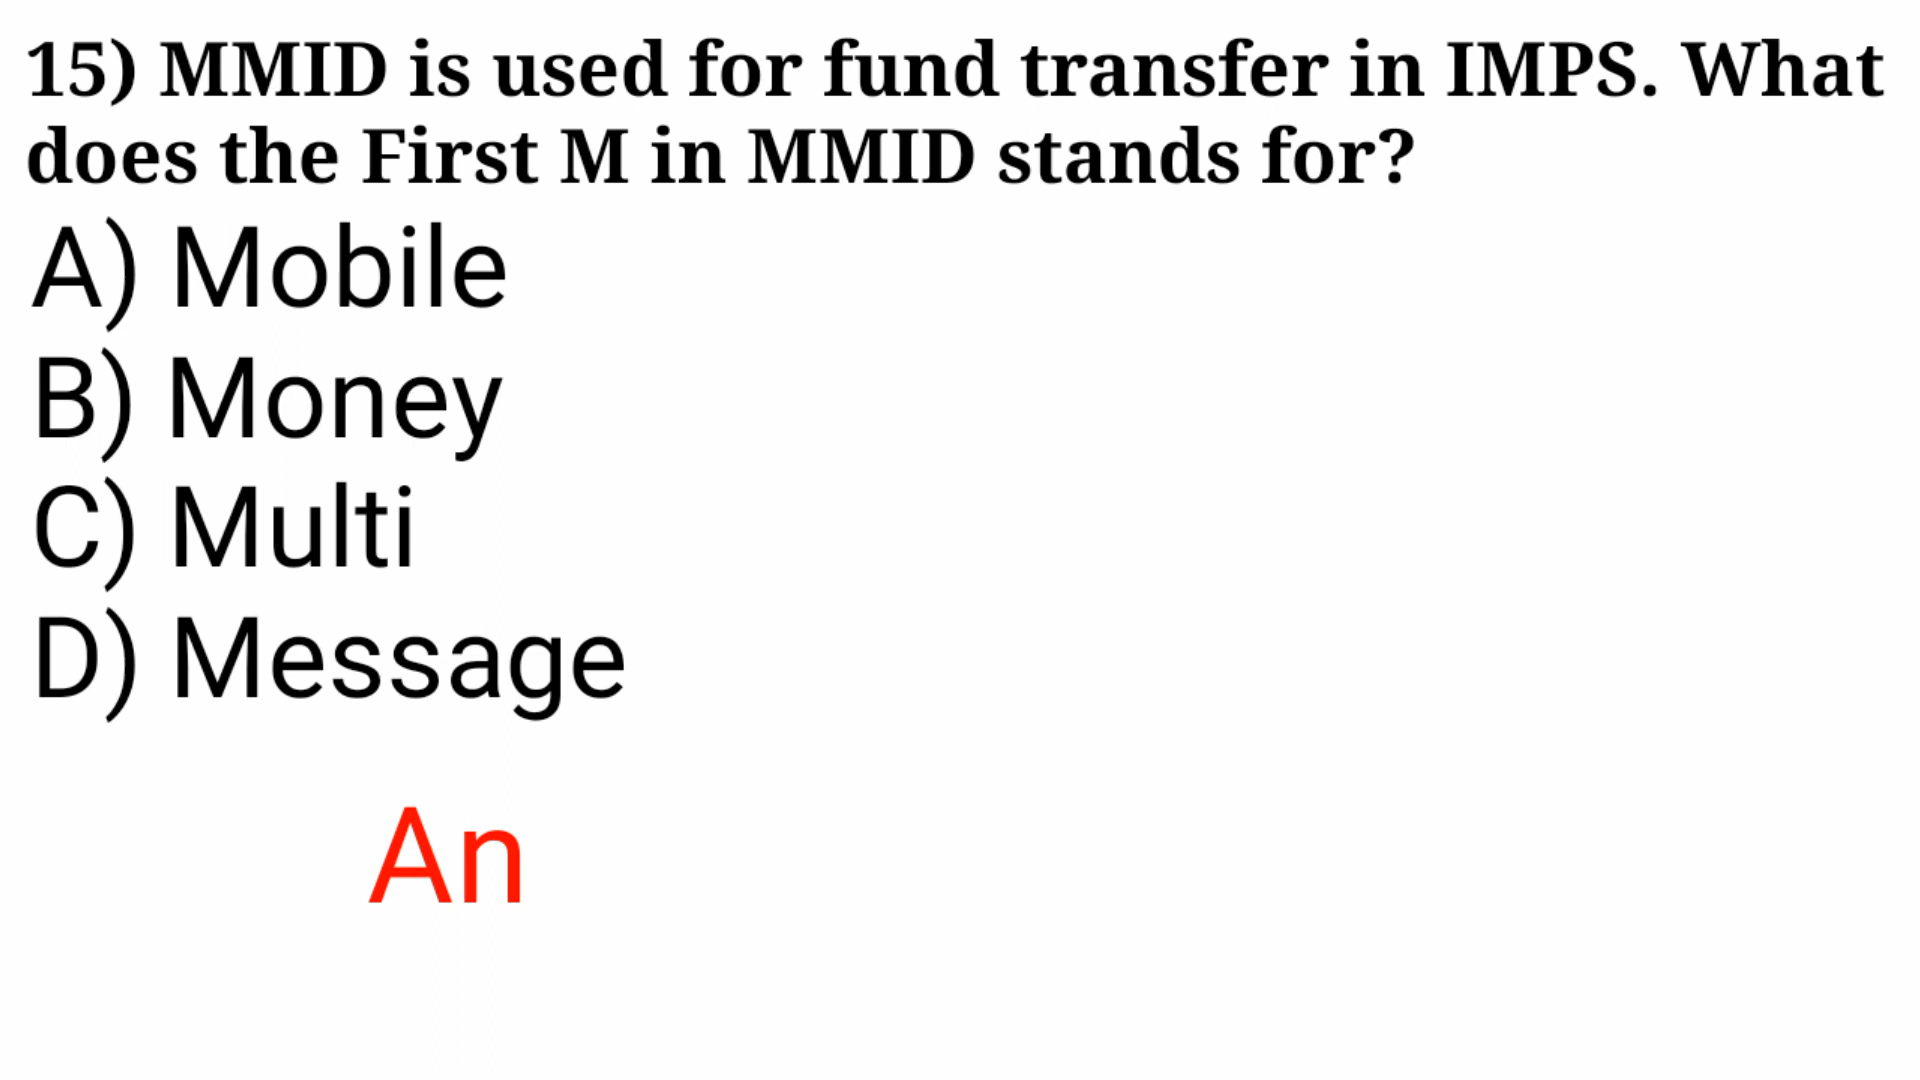 15) MMID is used for fund transfer in IMPS. What
does the First M in MMID stands for?
A) Mobile
B) Money
C) Multi
D) Message
An